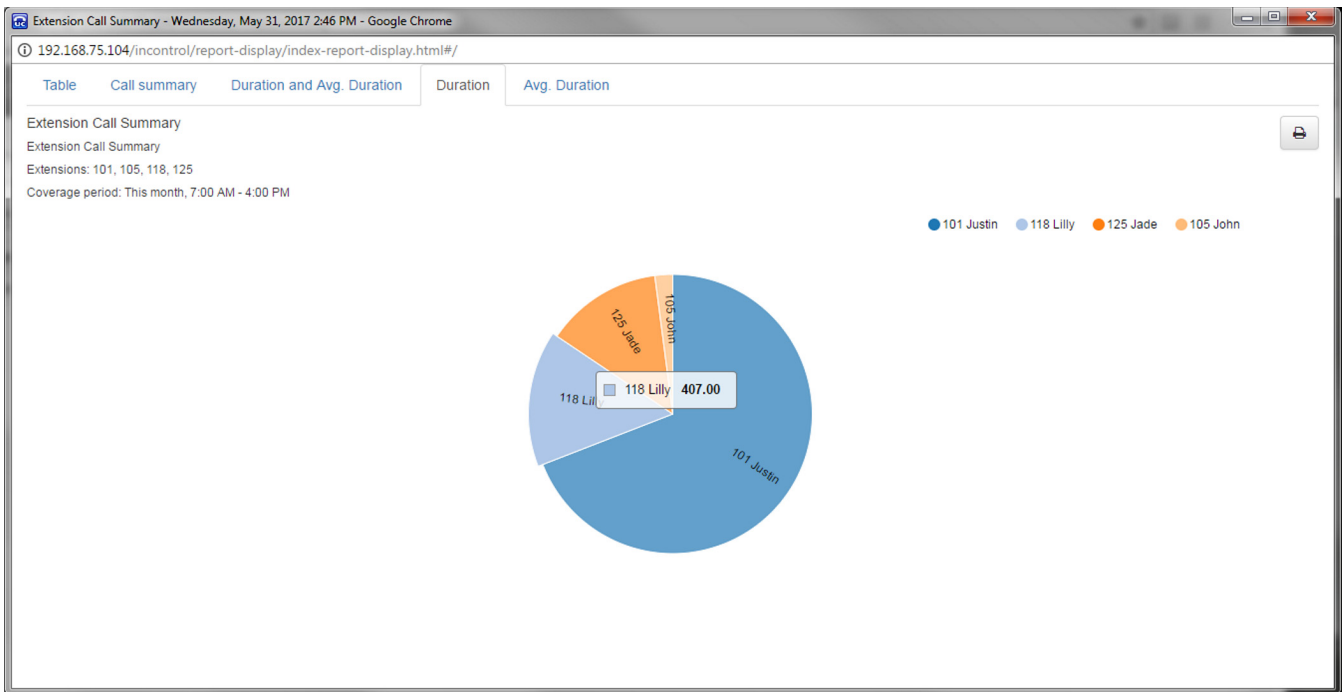 Extension Call Summary - Wednesday, May 31, 2017 2:46 PM - Google Chrome
192.168.75.104/incontrol/report-display/index-report-display.html#/
Table Call summary Duration and Avg. Duration Duration Avg. Duration
Extension Call Summary
Extension Call Summary
Extensions: 101, 105, 118, 125
Coverage period: This month, 7:00 AM - 4:00 PM
101 Justin 118 Lilly 125 Jade 105 John
105 John
125 Jade
118 Lilly 407.00
118 Lilly
101 Justin